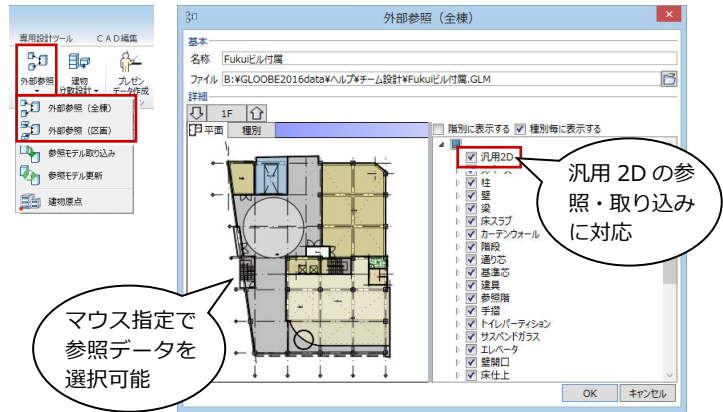 専用設計ツール CAD編集
外部参照
建物
分散設計
プレゼン
データ作成
外部参照（全棟）
外部参照（区画）
参照モデル取込み
参照モデル更新
建物原点
外部参照（全棟）
基本
名称 Fukuiビル付属
ファイル B:¥GLOOBE2016data¥ヘルプ¥チーム設計¥Fukuiビル付属.GLM
詳細
1F
平面 種別
階別に表示する 種別毎に表示する
汎用2D
柱
壁
梁
床スラブ
カーテンウォール
階段
通り芯
基準芯
建具
参照階
手摺
トイレパーティション
サスペンドガラス
エレベータ
壁開口
床仕上
OK キャンセル
汎用 2D の参
照・取り込み
に対応
マウス指定で
参照データを
選択可能